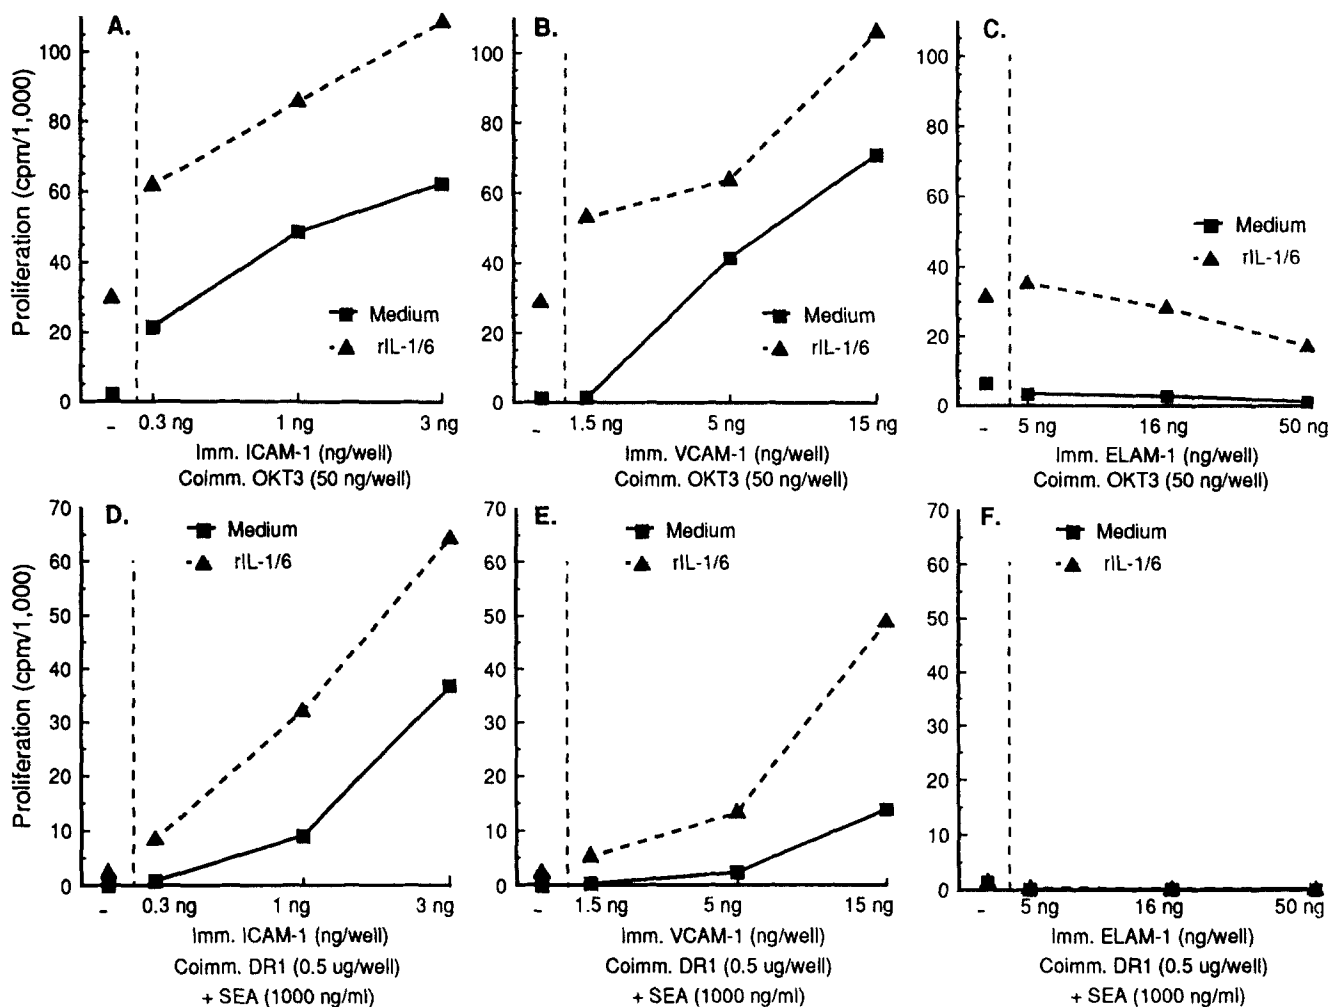 A.
Proliferation (cpm/1,000)
100
80
60
40
20
0
Medium
rIL-1/6
- 0.3 ng 1 ng 3 ng
Imm. ICAM-1 (ng/well)
Coimm. OKT3 (50 ng/well)
B.
100
80
60
40
20
0
Medium
rIL-1/6
- 1.5 ng 5 ng 15 ng
Imm. VCAM-1 (ng/well)
Coimm. OKT3 (50 ng/well)
C.
100
80
60
40
20
0
Medium
rIL-1/6
- 5 ng 16 ng 50 ng
Imm. ELAM-1 (ng/well)
Coimm. OKT3 (50 ng/well)
D.
Proliferation (cpm/1,000)
70
60
50
40
30
20
10
0
Medium
rIL-1/6
- 0.3 ng 1 ng 3 ng
Imm. ICAM-1 (ng/well)
Coimm. DR1 (0.5 ug/well)
+ SEA (1000 ng/ml)
E.
70
60
50
40
30
20
10
0
Medium
rIL-1/6
- 1.5 ng 5 ng 15 ng
Imm. VCAM-1 (ng/well)
Coimm. DR1 (0.5 ug/well)
+ SEA (1000 ng/ml)
F.
70
60
50
40
30
20
10
0
Medium
rIL-1/6
- 5 ng 16 ng 50 ng
Imm. ELAM-1 (ng/well)
Coimm. DR1 (0.5 ug/well)
+ SEA (1000 ng/ml)